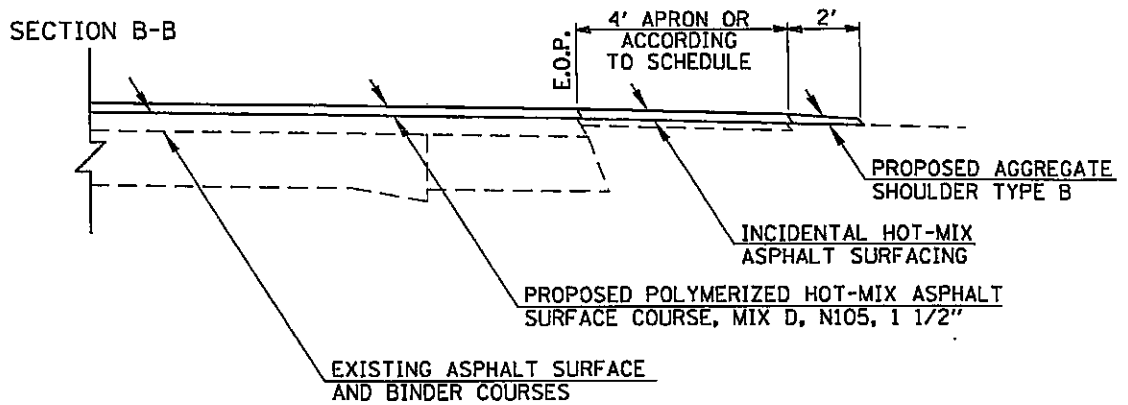 SECTION B-B
E.O.P.
4' APRON OR
ACCORDING
TO SCHEDULE
2'
PROPOSED AGGREGATE
SHOULDER TYPE B
INCIDENTAL HOT-MIX
ASPHALT SURFACING
PROPOSED POLYMERIZED HOT-MIX ASPHALT
SURFACE COURSE, MIX D, N105, 1 1/2"
EXISTING ASPHALT SURFACE
AND BINDER COURSES